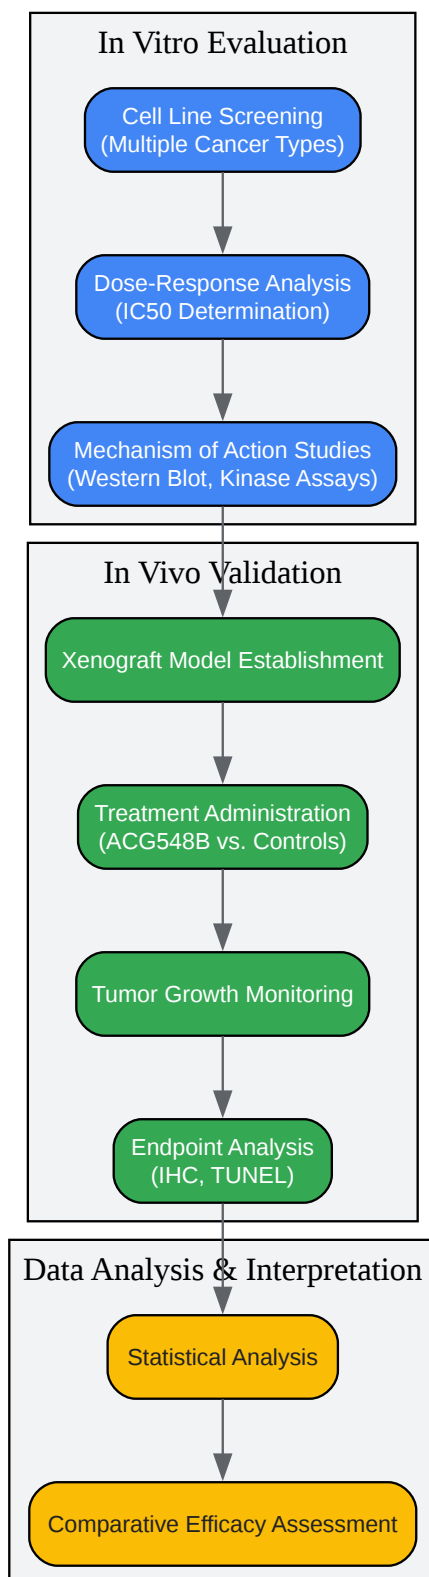 In Vitro Evaluation
Cell Line Screening
(Multiple Cancer Types)
Dose-Response Analysis
(IC50 Determination)
Mechanism of Action Studies
(Western Blot, Kinase Assays)
In Vivo Validation
Xenograft Model Establishment
Treatment Administration
(ACG548B vs. Controls)
Tumor Growth Monitoring
Endpoint Analysis
(IHC, TUNEL)
Data Analysis & Interpretation
Statistical Analysis
Comparative Efficacy Assessment